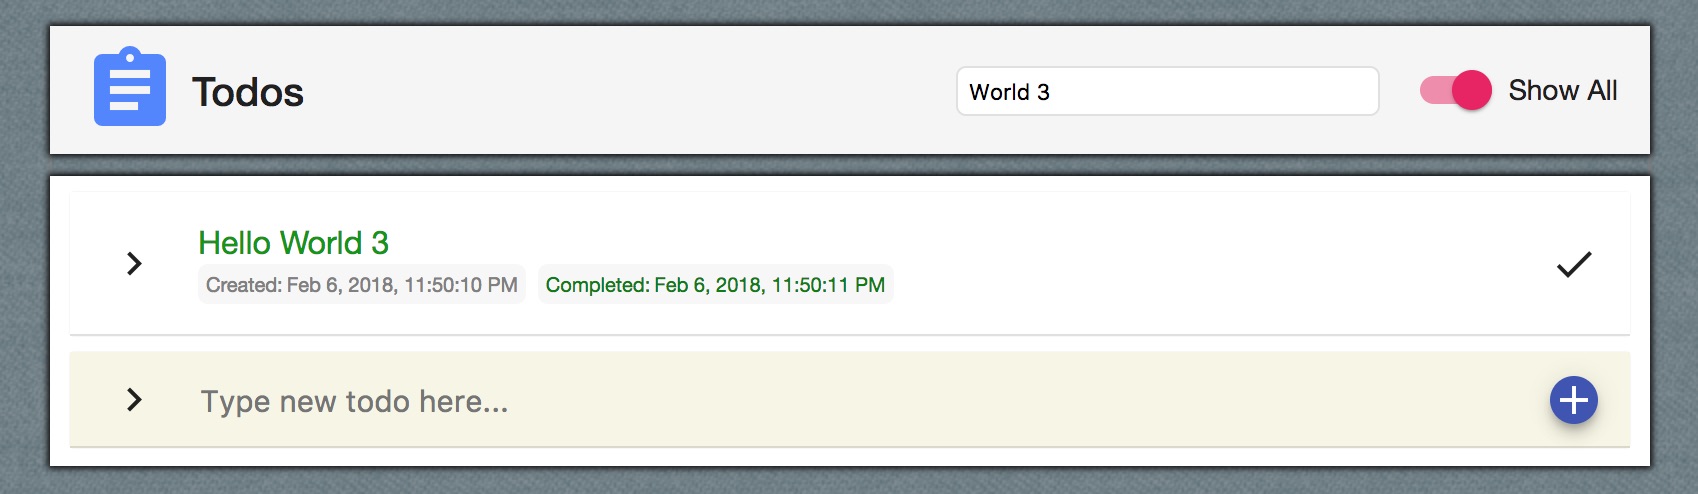 Todos
World 3
Show All
Hello World 3
Created: Feb 6, 2018, 11:50:10 PM
Completed: Feb 6, 2018, 11:50:11 PM
Type new todo here...